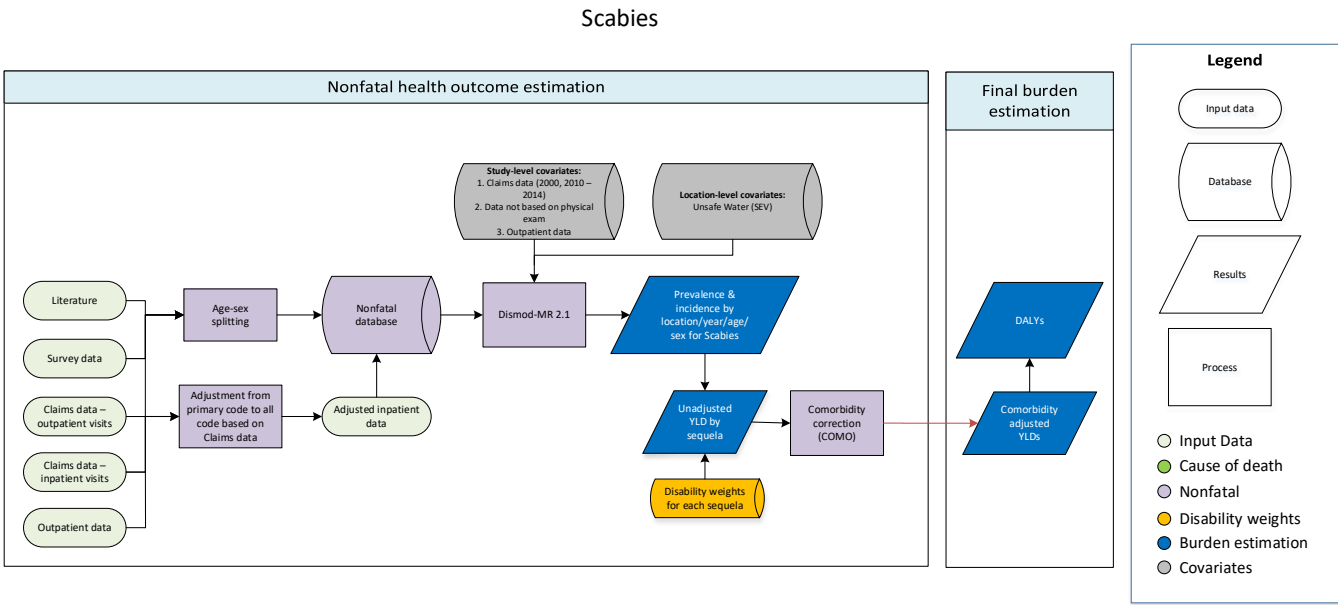 Scabies
Nonfatal health outcome estimation
Final burden
estimation
Legend
Input data
Database
Results
Process
Input Data
Cause of death
Nonfatal
Disability weights
Burden estimation
Covariates
Study-level covariates:
1. Claims data (2000, 2010 –
2014)
2. Data not based on physical
exam
3. Outpatient data
Location-level covariates:
Unsafe Water (SEV)
Literature
Survey data
Claims data –
outpatient visits
Claims data –
inpatient visits
Outpatient data
Age-sex
splitting
Adjustment from
primary code to all
code based on
Claims data
Nonfatal
database
Adjusted inpatient
data
Dismod-MR 2.1
Prevalence &
incidence by
location/year/age/
sex for Scabies
Unadjusted
YLD by
sequela
Disability weights
for each sequela
Comorbidity
correction
(COMO)
DALYs
Comorbidity
adjusted
YLDs